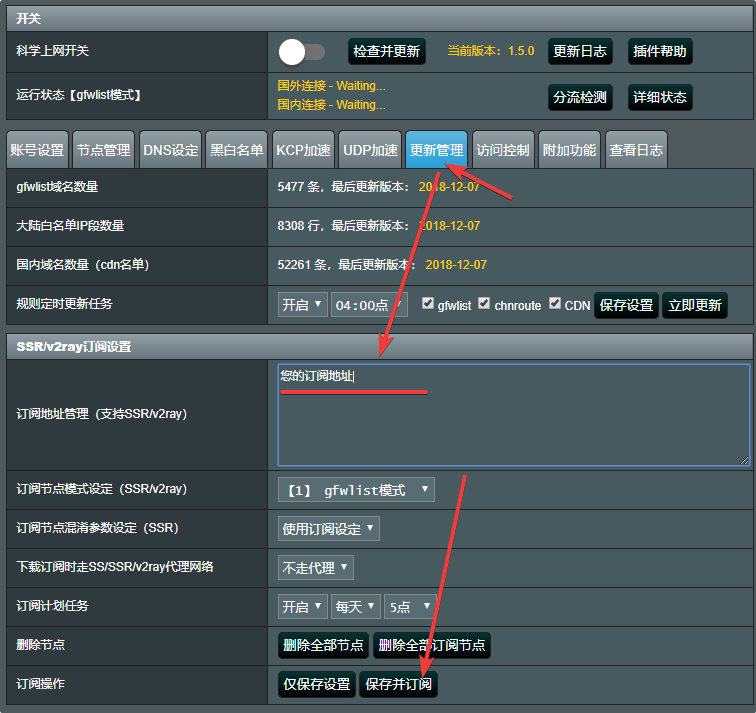 开关
科学上网开关 检查并更新 当前版本：1.5.0 更新日志 插件帮助
运行状态【gfwlist模式】 国外连接 - Waiting... 分流检测 详细状态
国内连接 - Waiting...
账号设置 节点管理 DNS设定 黑白名单 KCP加速 UDP加速 更新管理 访问控制 附加功能 查看日志
gfwlist域名数量 5477 条，最后更新版本： 2018-12-07
大陆白名单IP段数量 8308 行，最后更新版本： 2018-12-07
国内域名数量（cdn名单） 52261 条，最后更新版本： 2018-12-07
规则定时更新任务 开启 04:00点 gfwlist chnroute CDN 保存设置 立即更新
SSR/v2ray订阅设置
订阅地址管理（支持SSR/v2ray） 您的订阅地址
订阅节点模式设定（SSR/v2ray） 【1】 gfwlist模式
订阅节点混淆参数设定（SSR） 使用订阅设定
下载订阅时走SS/SSR/v2ray代理网络 不走代理
订阅计划任务 开启 每天 5点
删除节点 删除全部节点 删除全部订阅节点
订阅操作 仅保存设置 保存并订阅